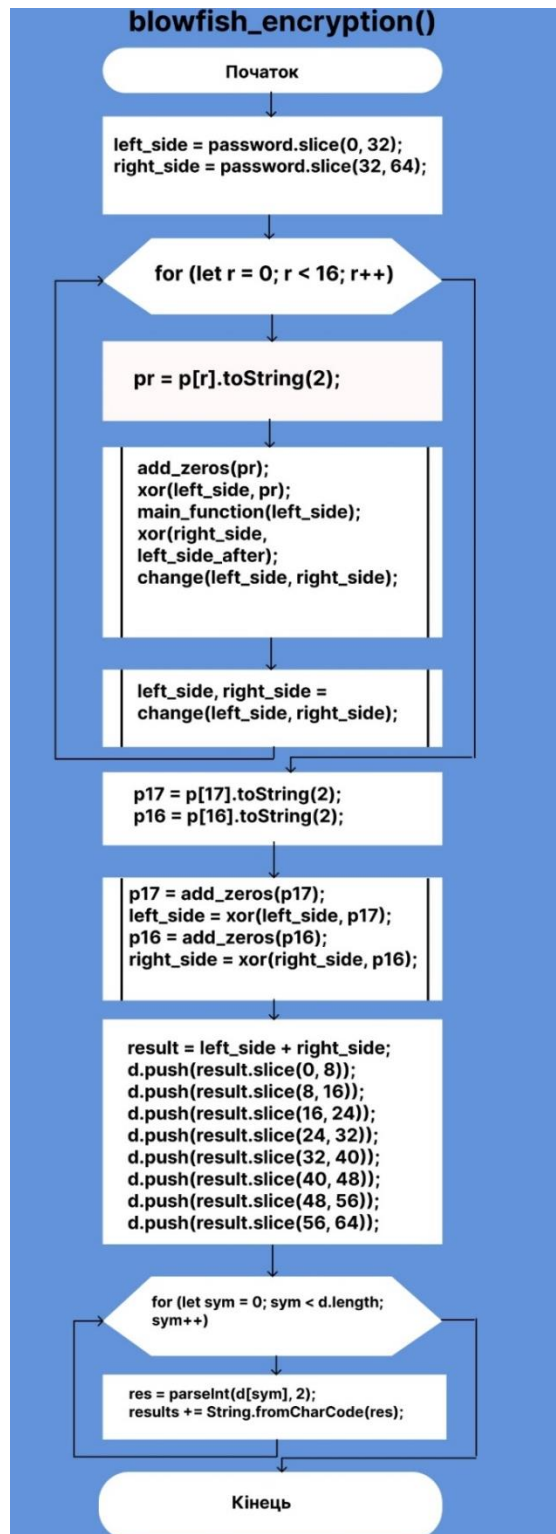 blowfish_encryption()
Початок
left_side = password.slice(0, 32);
right_side = password.slice(32, 64);
for (let r = 0; r < 16; r++)
pr = p[r].toString(2);
add_zeros(pr);
xor(left_side, pr);
main_function(left_side);
xor(right_side,
left_side_after);
change(left_side, right_side);
left_side, right_side =
change(left_side, right_side);
p17 = p[17].toString(2);
p16 = p[16].toString(2);
p17 = add_zeros(p17);
left_side = xor(left_side, p17);
p16 = add_zeros(p16);
right_side = xor(right_side, p16);
result = left_side + right_side;
d.push(result.slice(0, 8));
d.push(result.slice(8, 16));
d.push(result.slice(16, 24));
d.push(result.slice(24, 32));
d.push(result.slice(32, 40));
d.push(result.slice(40, 48));
d.push(result.slice(48, 56));
d.push(result.slice(56, 64));
for (let sym = 0; sym < d.length;
sym++)
res = parseInt(d[sym], 2);
results += String.fromCharCode(res);
Кінець